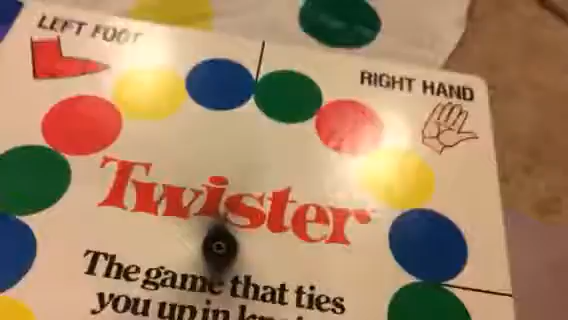 LEFT FOOT
RIGHT HAND
Twister
The game that ties
you up in